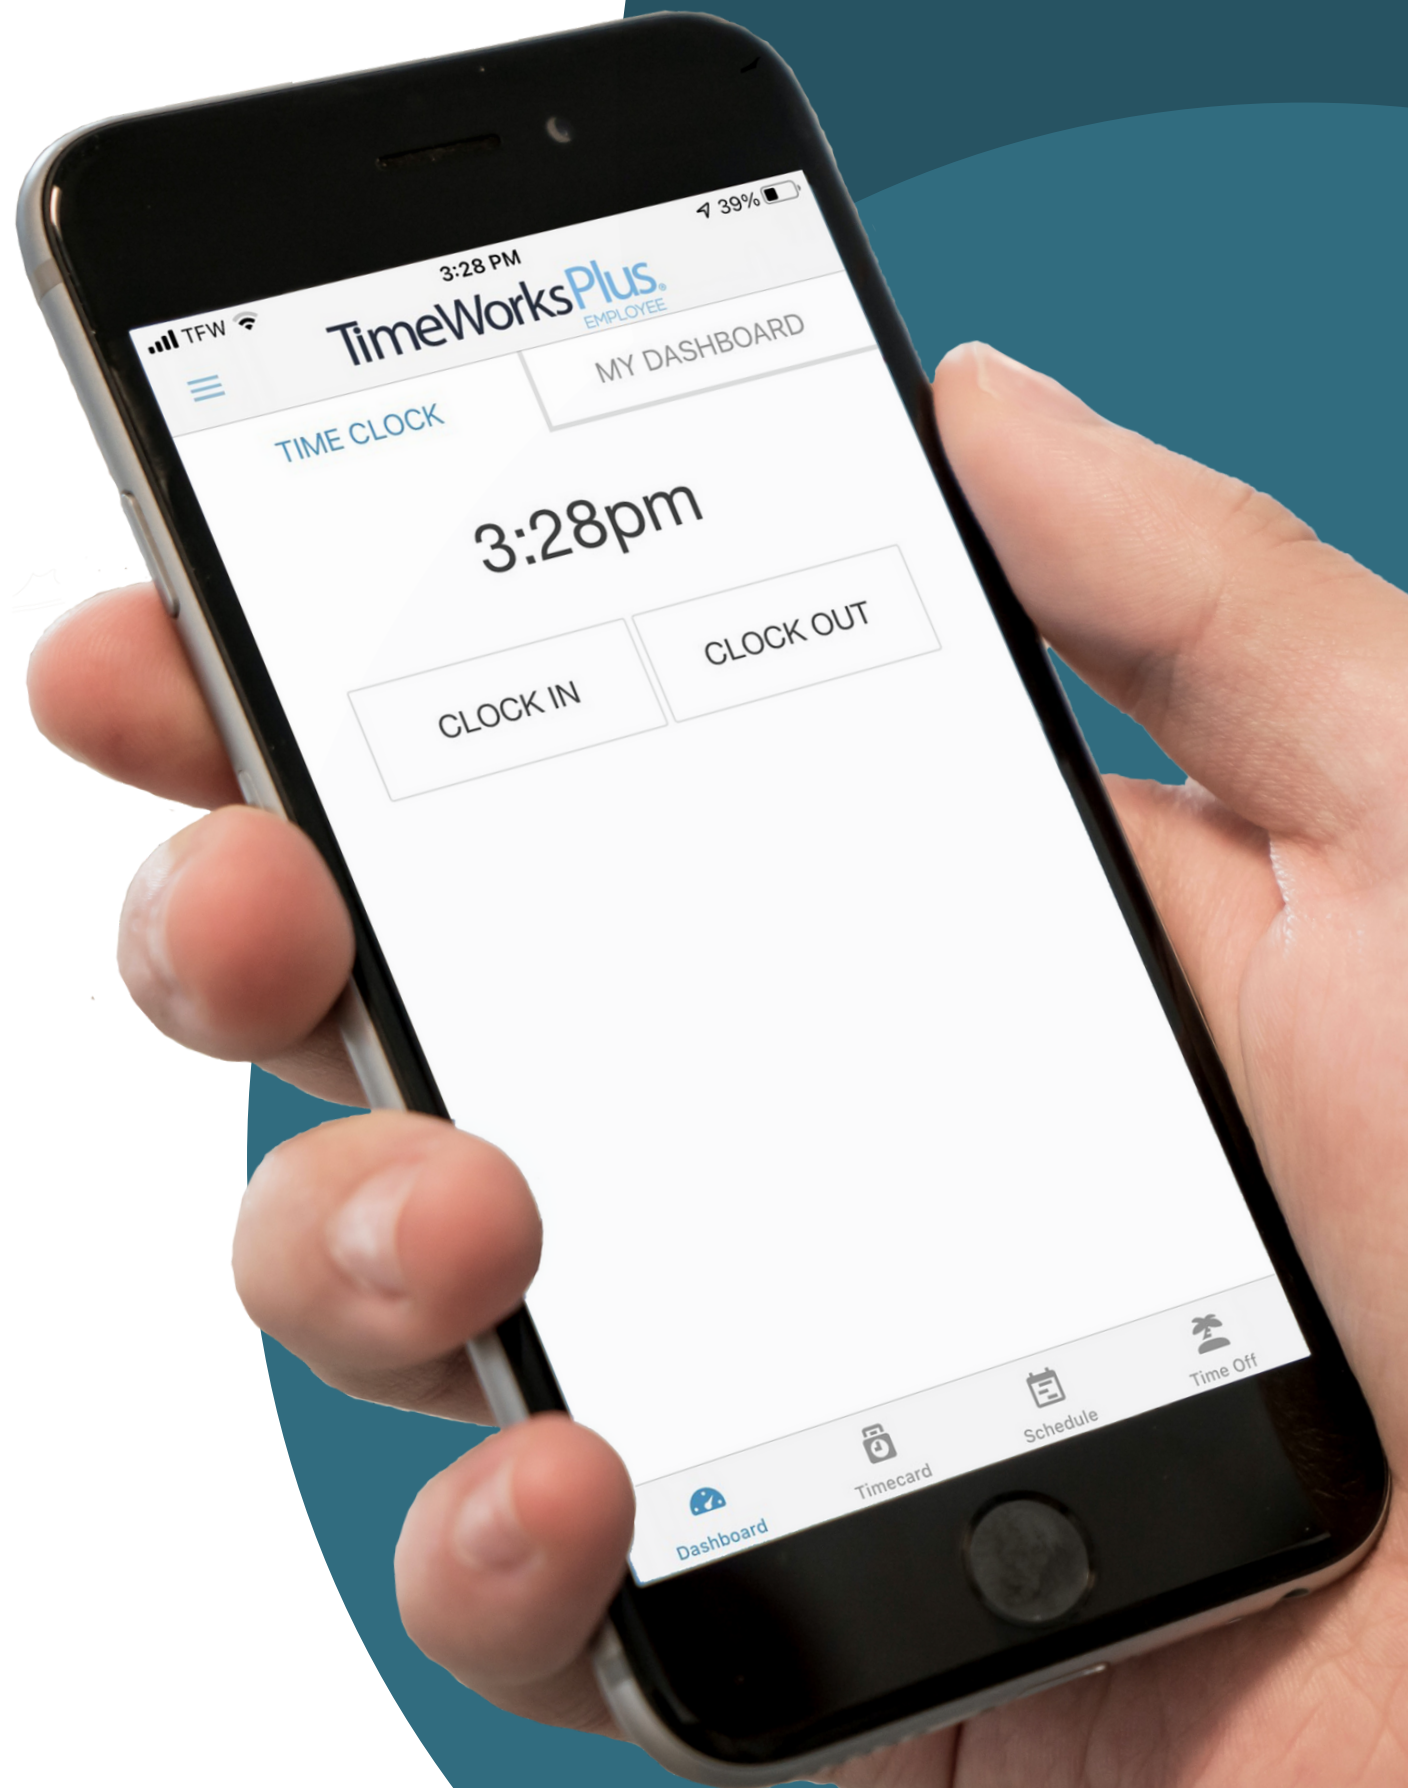 TFW 3:28 PM 39%
TimeWorksPlus®
EMPLOYEE
TIME CLOCK MY DASHBOARD
3:28pm
CLOCK IN CLOCK OUT
Dashboard Timecard Schedule Time Off